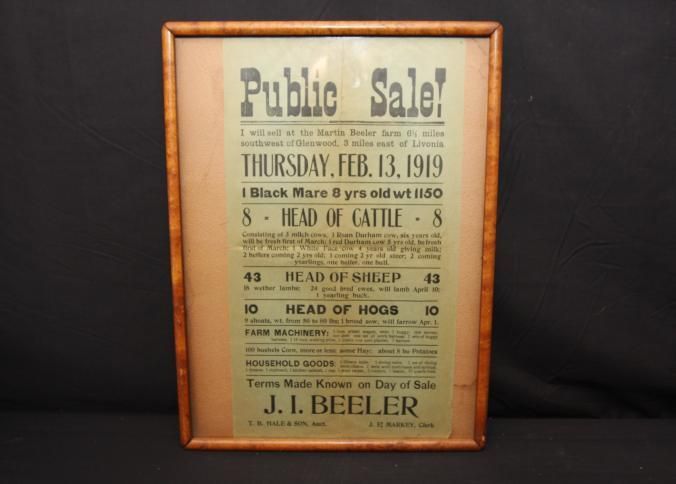 Public Sale!
I will sell at the Martin Beeler farm 6½ miles
southwest of Glenwood, 3 miles east of Livonia
THURSDAY, FEB. 13, 1919
1 Black Mare 8 yrs old wt 1150
8 - HEAD OF CATTLE - 8
Consisting of 3 milch cows, 1 Roan Durham cow, six years old,
will be fresh first of March; 1 red Durham cow 8 yrs old, be fresh
first of March; 1 White Face cow 4 years old giving milk;
2 heifers coming 2 yrs old; 1 coming 2 yr old steer; 2 coming
yearlings, one heifer, one bull.
43 HEAD OF SHEEP 43
18 wether lambs; 24 good bred ewes, will lamb April 10;
1 yearling buck.
10 HEAD OF HOGS 10
9 shoats, wt. from 50 to 80 lbs; 1 brood sow, will farrow Apr. 1.
FARM MACHINERY:
100 bushels Corn, more or less; some Hay; about 8 bu Potatoes
HOUSEHOLD GOODS:
Terms Made Known on Day of Sale
J. I. BEELER
T. B. HALE & SON, Auct. J. E. MARKEY, Clerk